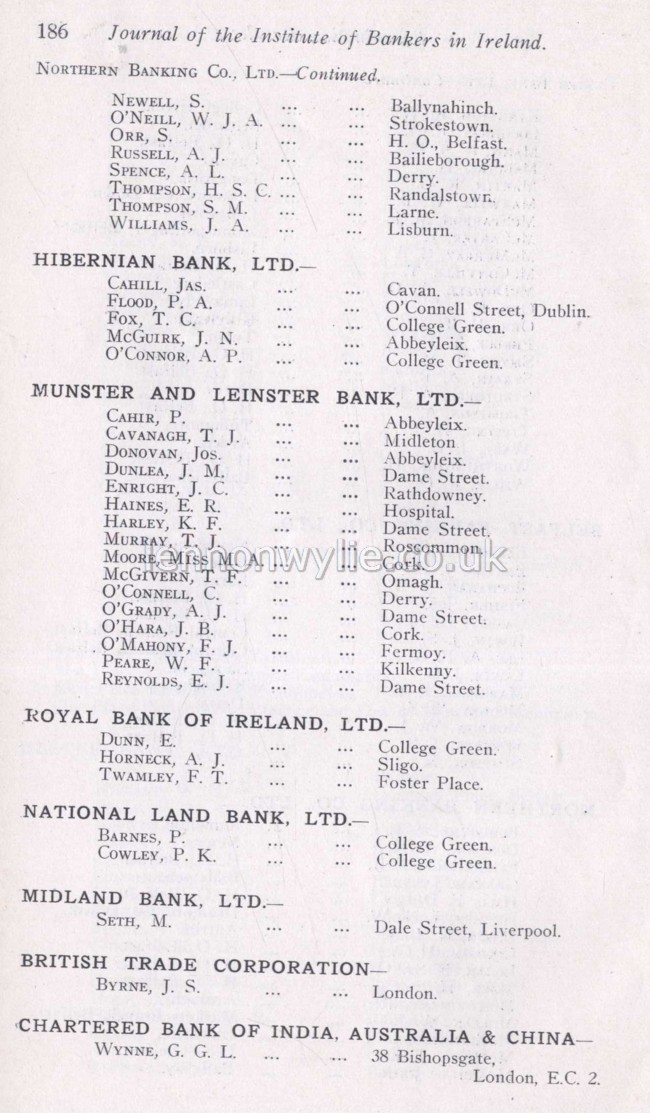 186 Journal of the Institute of Bankers in Ireland.
NORTHERN BANKING CO., LTD.—Continued.
NEWELL, S. ... ... Ballynahinch.
O'NEILL, W. J. A. ... ... Strokestown.
ORR, S. ... ... H. O., Belfast.
RUSSELL, A. J. ... ... Bailieborough.
SPENCE, A. L. ... ... Derry.
THOMPSON, H. S. C. ... ... Randalstown.
THOMPSON, S. M. ... ... Larne.
WILLIAMS, J. A. ... ... Lisburn.
HIBERNIAN BANK, LTD.—
CAHILL, JAS. ... ... Cavan.
FLOOD, P. A. ... ... O'Connell Street, Dublin.
FOX, T. C. ... ... College Green.
MCGUIRK, J. N. ... ... Abbeyleix.
O'CONNOR, A. P. ... ... College Green.
MUNSTER AND LEINSTER BANK, LTD.—
CAHIR, P. ... ... Abbeyleix.
CAVANAGH, T. J. ... ... Midleton
DONOVAN, JOS. ... ... Abbeyleix.
DUNLEA, J. M. ... ... Dame Street.
ENRIGHT, J. C. ... ... Rathdowney.
HAINES, E. R. ... ... Hospital.
HARLEY, K. F. ... ... Dame Street.
MURRAY, T. J. ... ... Roscommon.
MOORE, MISS M. A. ... ... Cork.
lennonwylie.co.uk
MCGIVERN, T. F. ... ... Omagh.
O'CONNELL, C. ... ... Derry.
O'GRADY, A. J. ... ... Dame Street.
O'HARA, J. B. ... ... Cork.
O'MAHONY, F. J. ... ... Fermoy.
PEARE, W. F. ... ... Kilkenny.
REYNOLDS, E. J. ... ... Dame Street.
ROYAL BANK OF IRELAND, LTD.—
DUNN, E. ... ... College Green.
HORNECK, A. J. ... ... Sligo.
TWAMLEY, F. T. ... ... Foster Place.
NATIONAL LAND BANK, LTD.—
BARNES, P. ... ... College Green.
COWLEY, P. K. ... ... College Green.
MIDLAND BANK, LTD.—
SETH, M. ... ... Dale Street, Liverpool.
BRITISH TRADE CORPORATION—
BYRNE, J. S. ... ... London.
CHARTERED BANK OF INDIA, AUSTRALIA & CHINA—
WYNNE, G. G. L. ... ... 38 Bishopsgate,
London, E.C. 2.